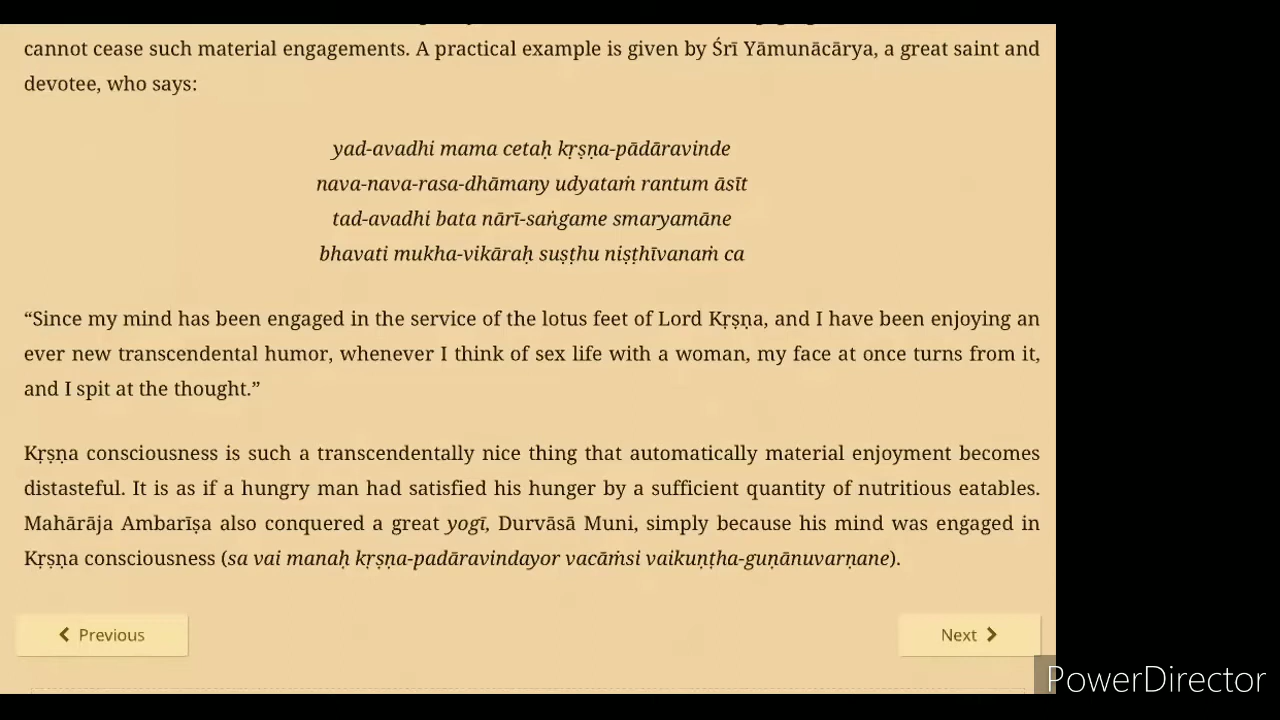 cannot cease such material engagements. A practical example is given by Śrī Yāmunācārya, a great saint and
devotee, who says:
yad-avadhi mama cetaḥ kṛṣṇa-pādāravinde
nava-nava-rasa-dhāmany udyataṁ rantum āsīt
tad-avadhi bata nārī-saṅgame smaryamāne
bhavati mukha-vikāraḥ suṣṭhu niṣṭhīvanaṁ ca
“Since my mind has been engaged in the service of the lotus feet of Lord Kṛṣṇa, and I have been enjoying an
ever new transcendental humor, whenever I think of sex life with a woman, my face at once turns from it,
and I spit at the thought.”
Kṛṣṇa consciousness is such a transcendentally nice thing that automatically material enjoyment becomes
distasteful. It is as if a hungry man had satisfied his hunger by a sufficient quantity of nutritious eatables.
Mahārāja Ambarīṣa also conquered a great yogī, Durvāsā Muni, simply because his mind was engaged in
Kṛṣṇa consciousness (sa vai manaḥ kṛṣṇa-padāravindayor vacāṁsi vaikuṇṭha-guṇānuvarṇane).
Previous
Next
PowerDirector